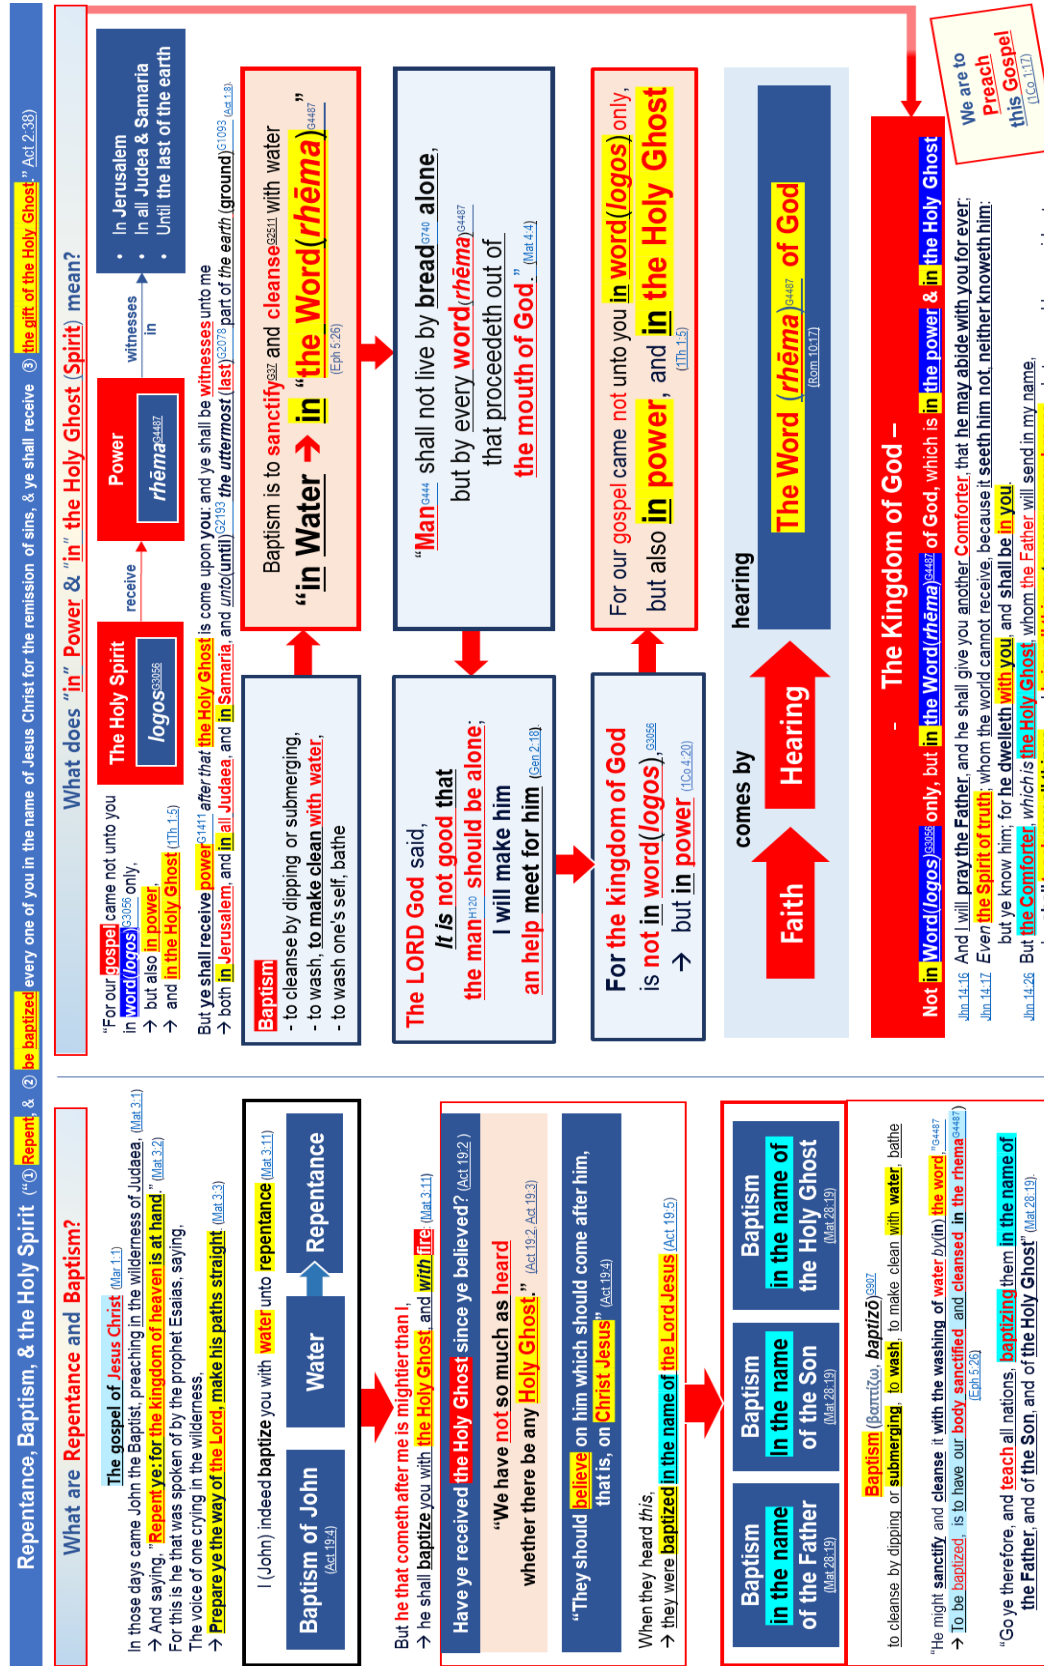 Repentance, Baptism, & the Holy Spirit ("① Repent, & ② be baptized every one of you in the name of Jesus Christ for the remission of sins, & ye shall receive ③ the gift of the Holy Ghost." Act 2:38)
What are Repentance and Baptism?
The gospel of Jesus Christ (Mar 1:1)
In those days came John the Baptist, preaching in the wilderness of Judaea, (Mat 3:1)
→ And saying, "Repent ye: for the kingdom of heaven is at hand." (Mat 3:2)
For this is he that was spoken of by the prophet Esaias, saying,
The voice of one crying in the wilderness,
→ Prepare ye the way of the Lord, make his paths straight. (Mat 3:3)
I (John) indeed baptize you with water unto repentance (Mat 3:11)
Baptism of John
(Act 19:4)
Water
Repentance
But he that cometh after me is mightier than I,
→ he shall baptize you with the Holy Ghost, and with fire: (Mat 3:11)
Have ye received the Holy Ghost since ye believed? (Act 19:2)
"We have not so much as heard
whether there be any Holy Ghost." (Act 19:2, Act 19:3)
"They should believe on him which should come after him,
that is, on Christ Jesus" (Act 19:4)
When they heard this,
→ they were baptized in the name of the Lord Jesus (Act 19:5)
Baptism
in the name
of the Father
(Mat 28:19)
Baptism
In the name
of the Son
(Mat 28:19)
Baptism
in the name of
the Holy Ghost
(Mat 28:19)
Baptism (βαπτίζω, baptizō)G907
to cleanse by dipping or submerging, to wash, to make clean with water, bathe
"He might sanctify and cleanse it with the washing of water by(in) the word,"G4487
→ To be baptized, is to have our body sanctified and cleansed in the rhemaG4487)
(Eph 5:26)
"Go ye therefore, and teach all nations, baptizing them in the name of
the Father, and of the Son, and of the Holy Ghost" (Mat 28:19)
What does "in" Power & "in" the Holy Ghost (Spirit) mean?
"For our gospel came not unto you
in word(logos)G3056 only,
→ but also in power,
→ and in the Holy Ghost (1Th 1:5)
The Holy Spirit
logosG3056
receive
Power
rhēmaG4487
witnesses
in
• In Jerusalem
• In all Judea & Samaria
• Until the last of the earth
But ye shall receive powerG1411 after that the Holy Ghost is come upon you: and ye shall be witnesses unto me
→ both in Jerusalem, and in all Judaea, and in Samaria, and unto(until)G2193 the uttermost (last)G2078 part of the earth (ground)G1093 (Act 1:8)
Baptism
- to cleanse by dipping or submerging,
- to wash, to make clean with water,
- to wash one's self, bathe
Baptism is to sanctifyG37 and cleanseG2511 with water
"in Water → in "the Word(rhēma)G4487"
(Eph 5:26)
The LORD God said,
It is not good that
the manH120 should be alone;
I will make him
an help meet for him (Gen 2:18)
"ManG444 shall not live by breadG740 alone,
but by every word(rhēma)G4487
that proceedeth out of
the mouth of God." (Mat 4:4)
For the kingdom of God
is not in word(logos),G3056
→ but in power (1Co 4:20)
For our gospel came not unto you in word(logos) only,
but also in power, and in the Holy Ghost
(1Th 1:5)
comes by
hearing
Faith
Hearing
The Word (rhēma)G4487 of God
(Rom 10:17)
- The Kingdom of God –
Not in Word(logos)G3056 only, but in the Word(rhēma)G4487 of God, which is in the power & in the Holy Ghost
We are to
Preach
this Gospel
(1Co 1:17)
Jhn 14:16 And I will pray the Father, and he shall give you another Comforter, that he may abide with you for ever;
Jhn 14:17 Even the Spirit of truth; whom the world cannot receive, because it seeth him not, neither knoweth him:
but ye know him; for he dwelleth with you, and shall be in you.
Jhn 14:26 But the Comforter, which is the Holy Ghost, whom the Father will send in my name,